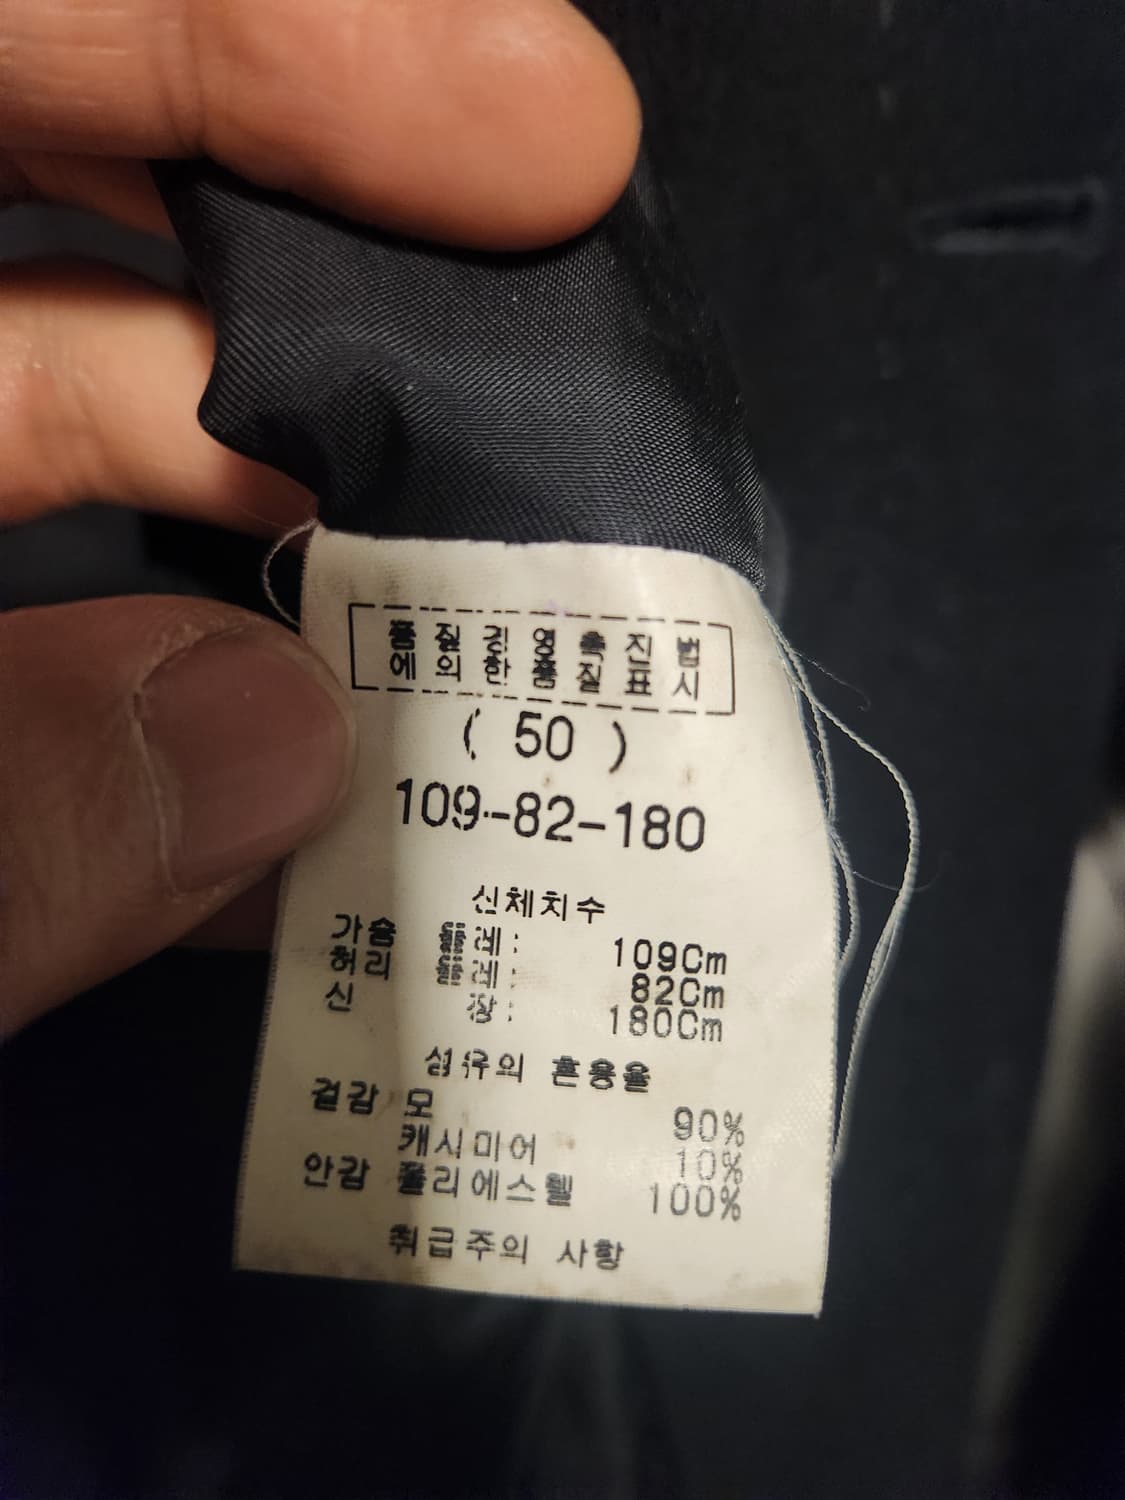 품질경영촉진법
에의한품질표시
( 50 )
109-82-180
신체치수
가슴 둘레: 109Cm
허리 둘레: 82Cm
신 장: 180Cm
섬유의 혼용율
겉감 모 90%
캐시미어 10%
안감 폴리에스텔 100%
취급주의 사항